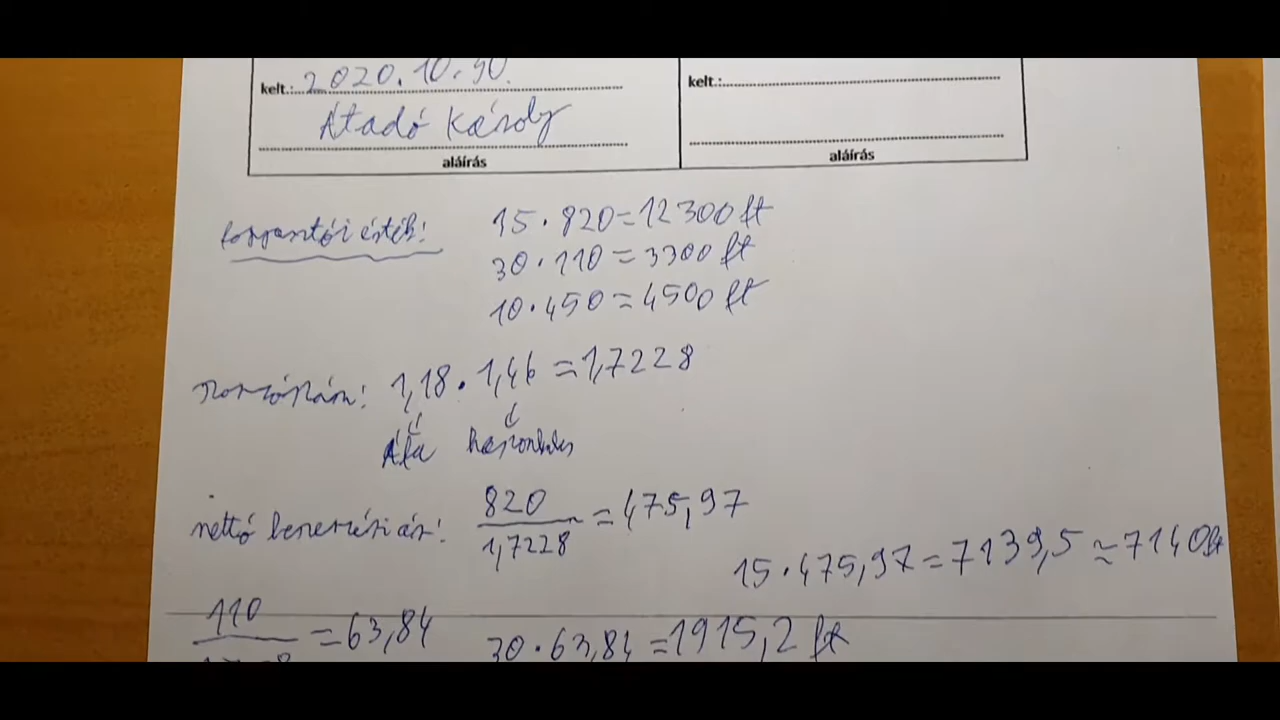 kelt.: 2020.10.30.
kelt.:
Átadó Károly
aláírás
aláírás
fogyasztói érték:
15 · 820 = 12300 ft
30 · 110 = 3300 ft
10 · 450 = 4500 ft
szorzószám: 1,18 · 1,46 = 1,7228
Áfa haszonkulcs
nettó beszerzési ár: 820 / 1,7228 = 475,97
15 · 475,97 = 7139,5 ≈ 7140 ft
110 = 63,84
30 · 63,84 = 1915,2 ft